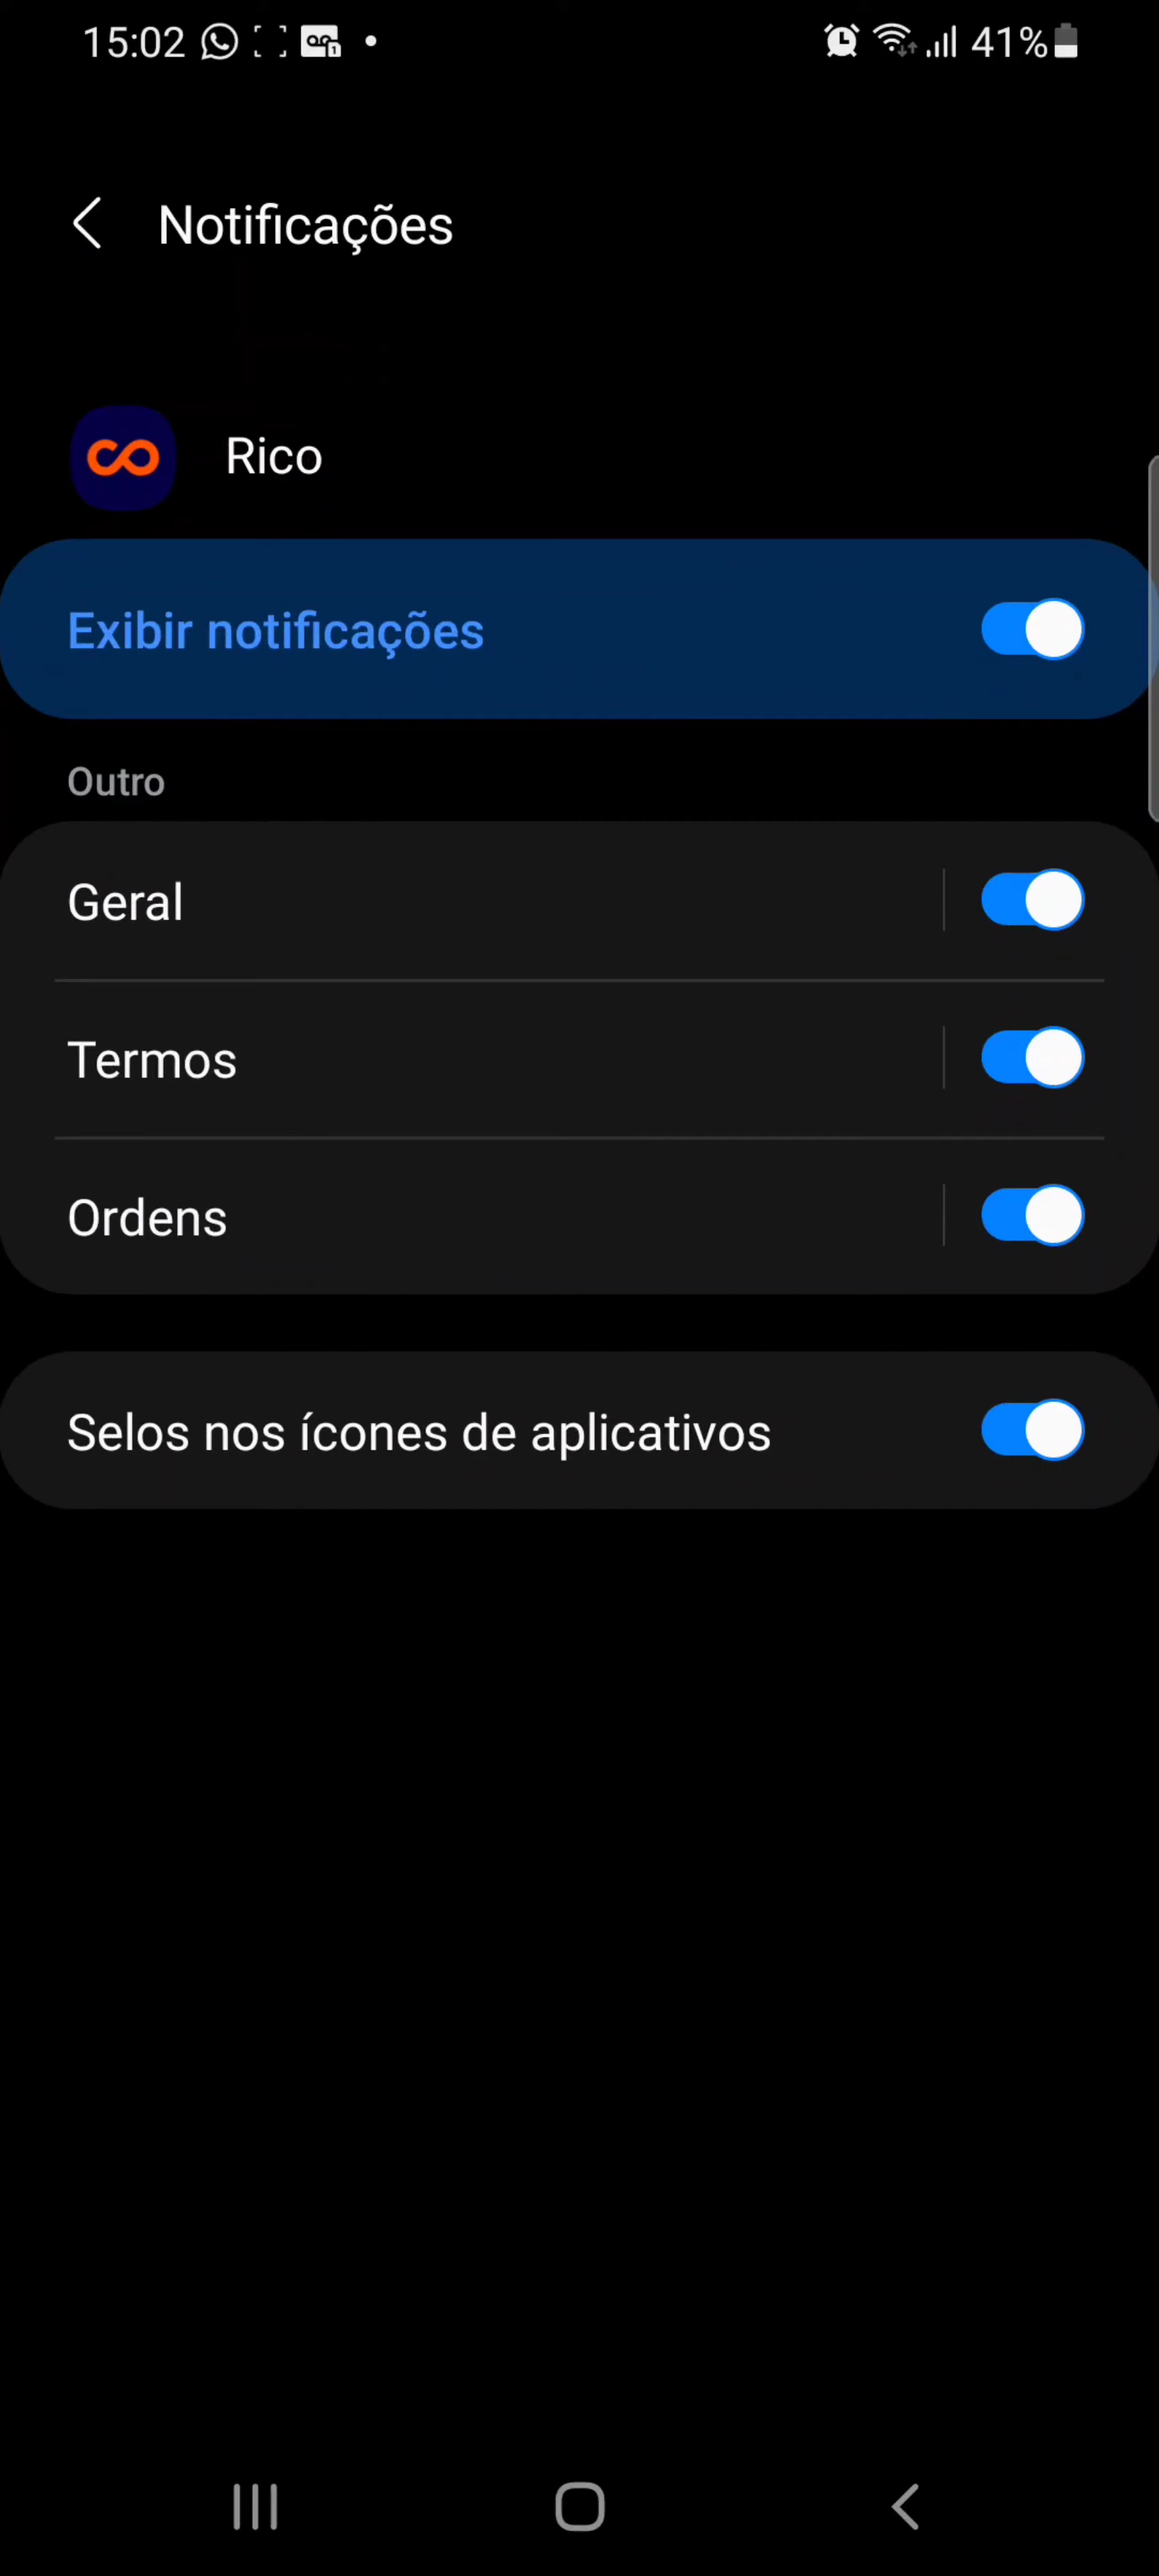 15:02 41%
Notificações
Rico
Exibir notificações
Outro
Geral
Termos
Ordens
Selos nos ícones de aplicativos